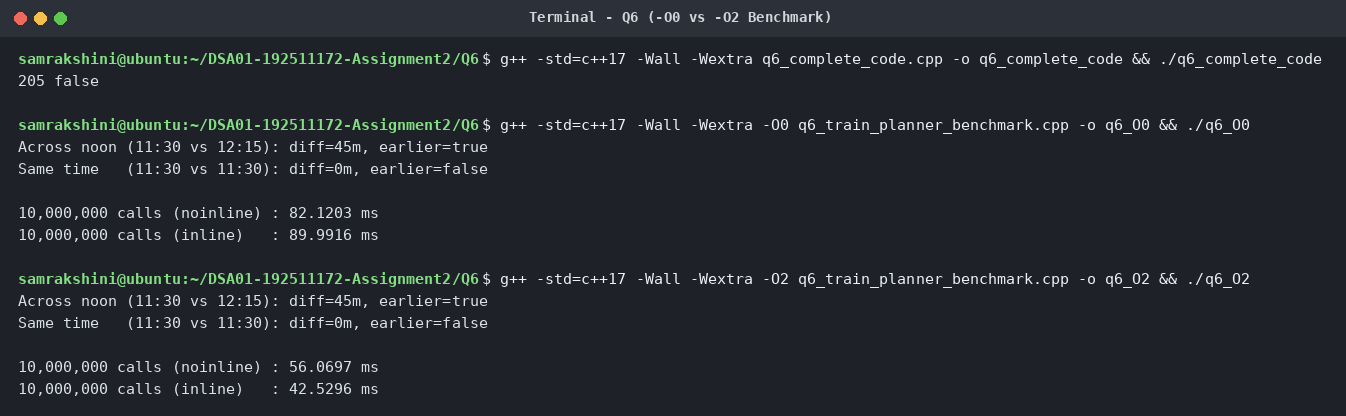 Terminal - Q6 (-O0 vs -O2 Benchmark)
samrakshini@ubuntu:~/DSA01-192511172-Assignment2/Q6$ g++ -std=c++17 -Wall -Wextra q6_complete_code.cpp -o q6_complete_code && ./q6_complete_code
205 false
samrakshini@ubuntu:~/DSA01-192511172-Assignment2/Q6$ g++ -std=c++17 -Wall -Wextra -O0 q6_train_planner_benchmark.cpp -o q6_O0 && ./q6_O0
Across noon (11:30 vs 12:15): diff=45m, earlier=true
Same time   (11:30 vs 11:30): diff=0m, earlier=false
10,000,000 calls (noinline) : 82.1203 ms
10,000,000 calls (inline)   : 89.9916 ms
samrakshini@ubuntu:~/DSA01-192511172-Assignment2/Q6$ g++ -std=c++17 -Wall -Wextra -O2 q6_train_planner_benchmark.cpp -o q6_O2 && ./q6_O2
Across noon (11:30 vs 12:15): diff=45m, earlier=true
Same time   (11:30 vs 11:30): diff=0m, earlier=false
10,000,000 calls (noinline) : 56.0697 ms
10,000,000 calls (inline)   : 42.5296 ms